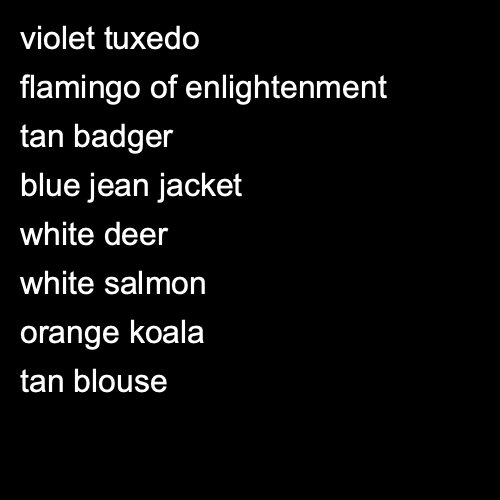 violet tuxedo
flamingo of enlightenment
tan badger
blue jean jacket
white deer
white salmon
orange koala
tan blouse